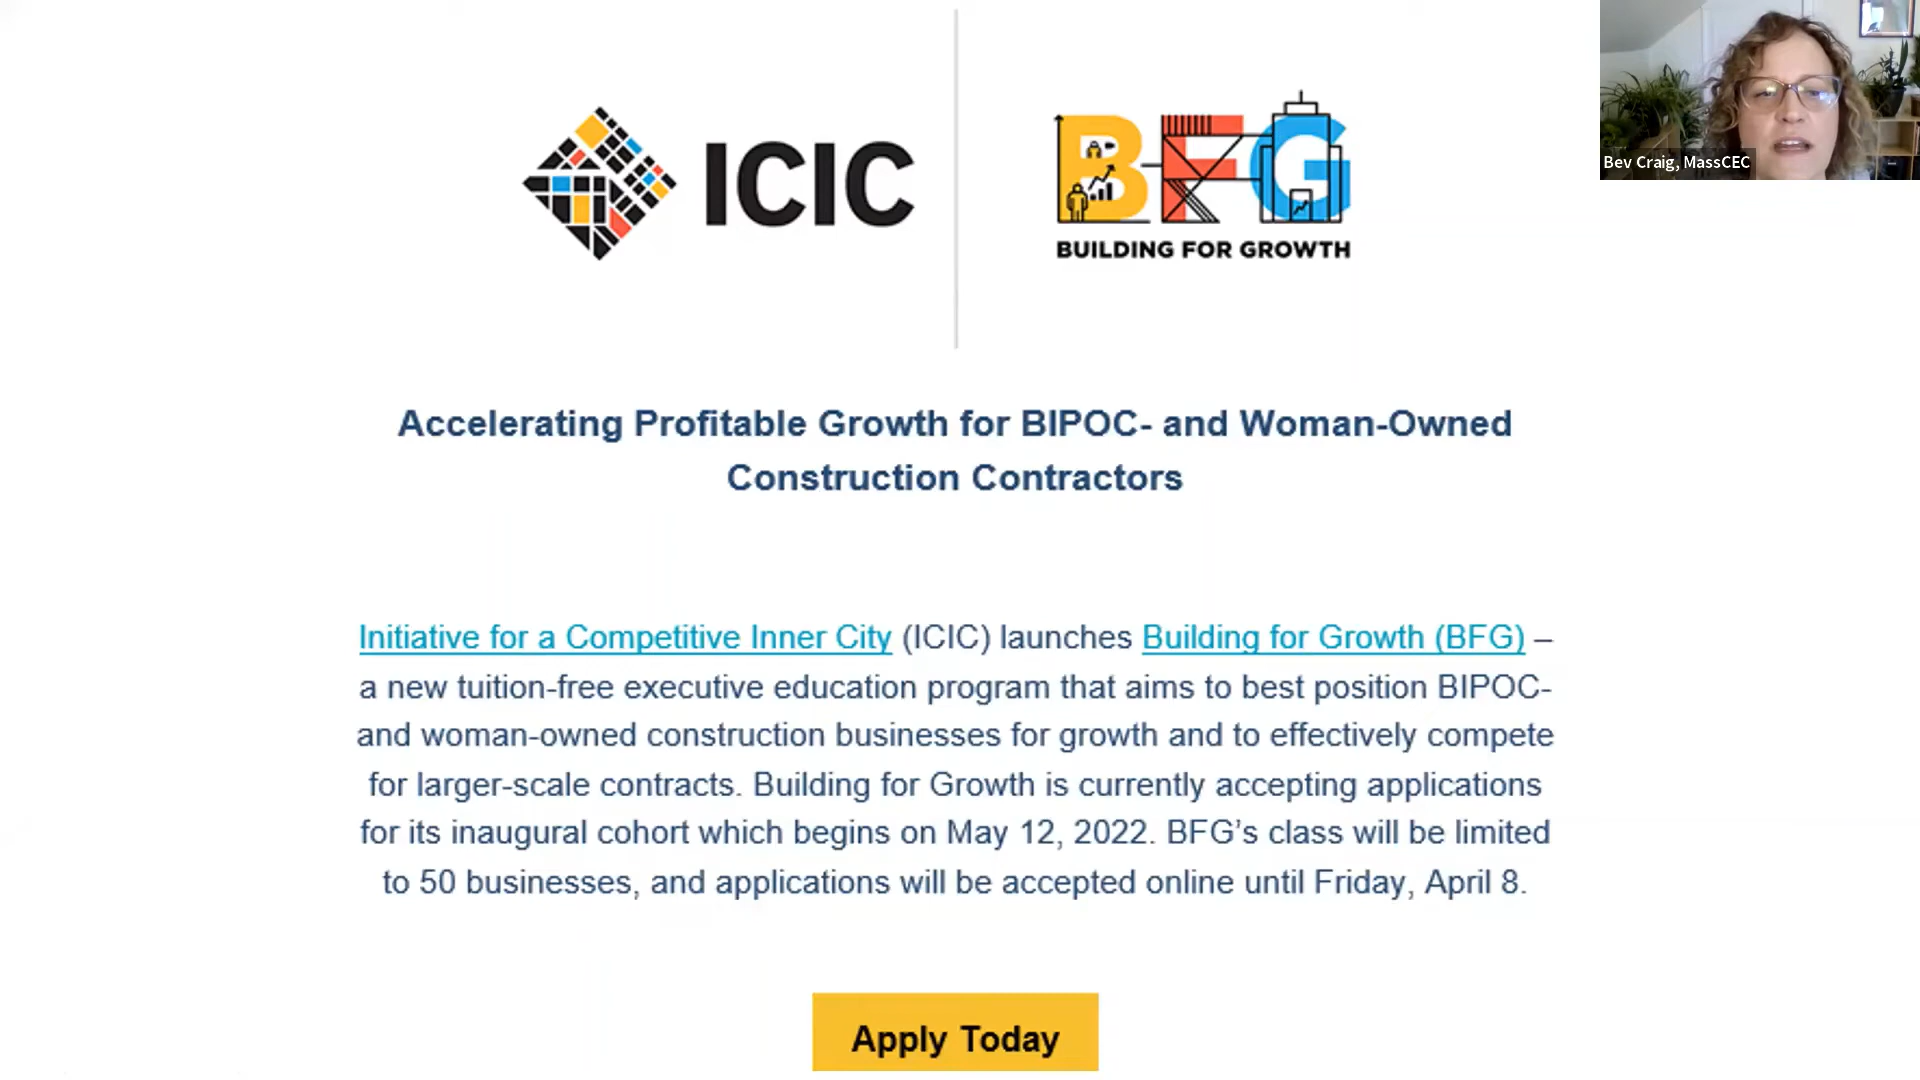 ICIC
BFG
BUILDING FOR GROWTH
Bev Craig, MassCEC
Accelerating Profitable Growth for BIPOC- and Woman-Owned
Construction Contractors
Initiative for a Competitive Inner City (ICIC) launches Building for Growth (BFG) –
a new tuition-free executive education program that aims to best position BIPOC-
and woman-owned construction businesses for growth and to effectively compete
for larger-scale contracts. Building for Growth is currently accepting applications
for its inaugural cohort which begins on May 12, 2022. BFG’s class will be limited
to 50 businesses, and applications will be accepted online until Friday, April 8.
Apply Today